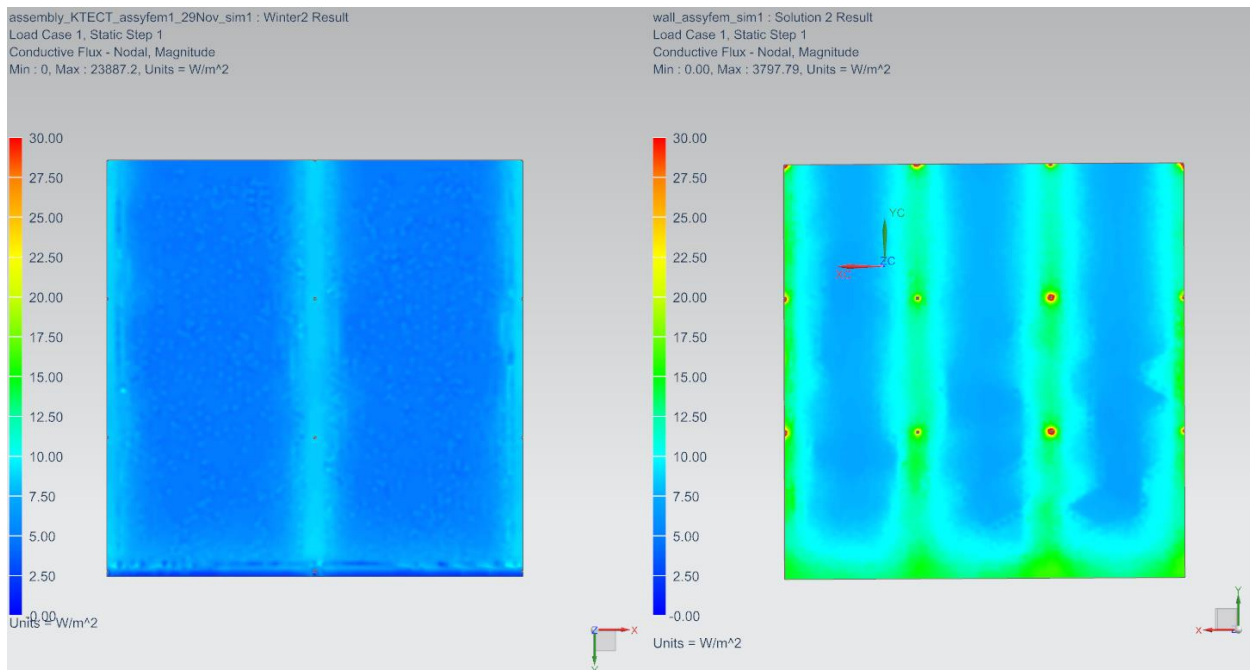 assembly_KTECT_assyfem1_29Nov_sim1 : Winter2 Result
Load Case 1, Static Step 1
Conductive Flux - Nodal, Magnitude
Min : 0, Max : 23887.2, Units = W/m^2
30.00
27.50
25.00
22.50
20.00
17.50
15.00
12.50
10.00
7.50
5.00
2.50
-0.00
Units = W/m^2
Z
X
Y
wall_assyfem_sim1 : Solution 2 Result
Load Case 1, Static Step 1
Conductive Flux - Nodal, Magnitude
Min : 0.00, Max : 3797.79, Units = W/m^2
30.00
27.50
25.00
22.50
20.00
17.50
15.00
12.50
10.00
7.50
5.00
2.50
0.00
Units = W/m^2
YC
ZC
XC
Y
X